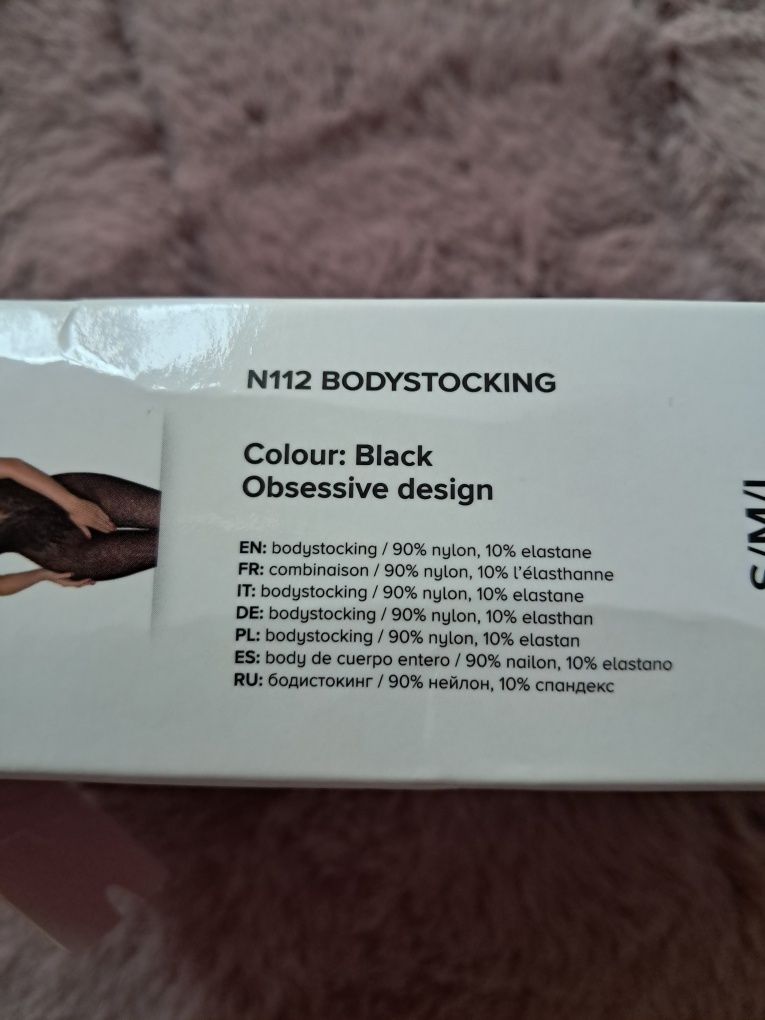 N112 BODYSTOCKING
Colour: Black
Obsessive design
EN: bodystocking / 90% nylon, 10% elastane
FR: combinaison / 90% nylon, 10% l'élasthanne
IT: bodystocking / 90% nylon, 10% elastane
DE: bodystocking / 90% nylon, 10% elasthan
PL: bodystocking / 90% nylon, 10% elastan
ES: body de cuerpo entero / 90% nailon, 10% elastano
RU: бодистокинг / 90% нейлон, 10% спандекс
S/M/L